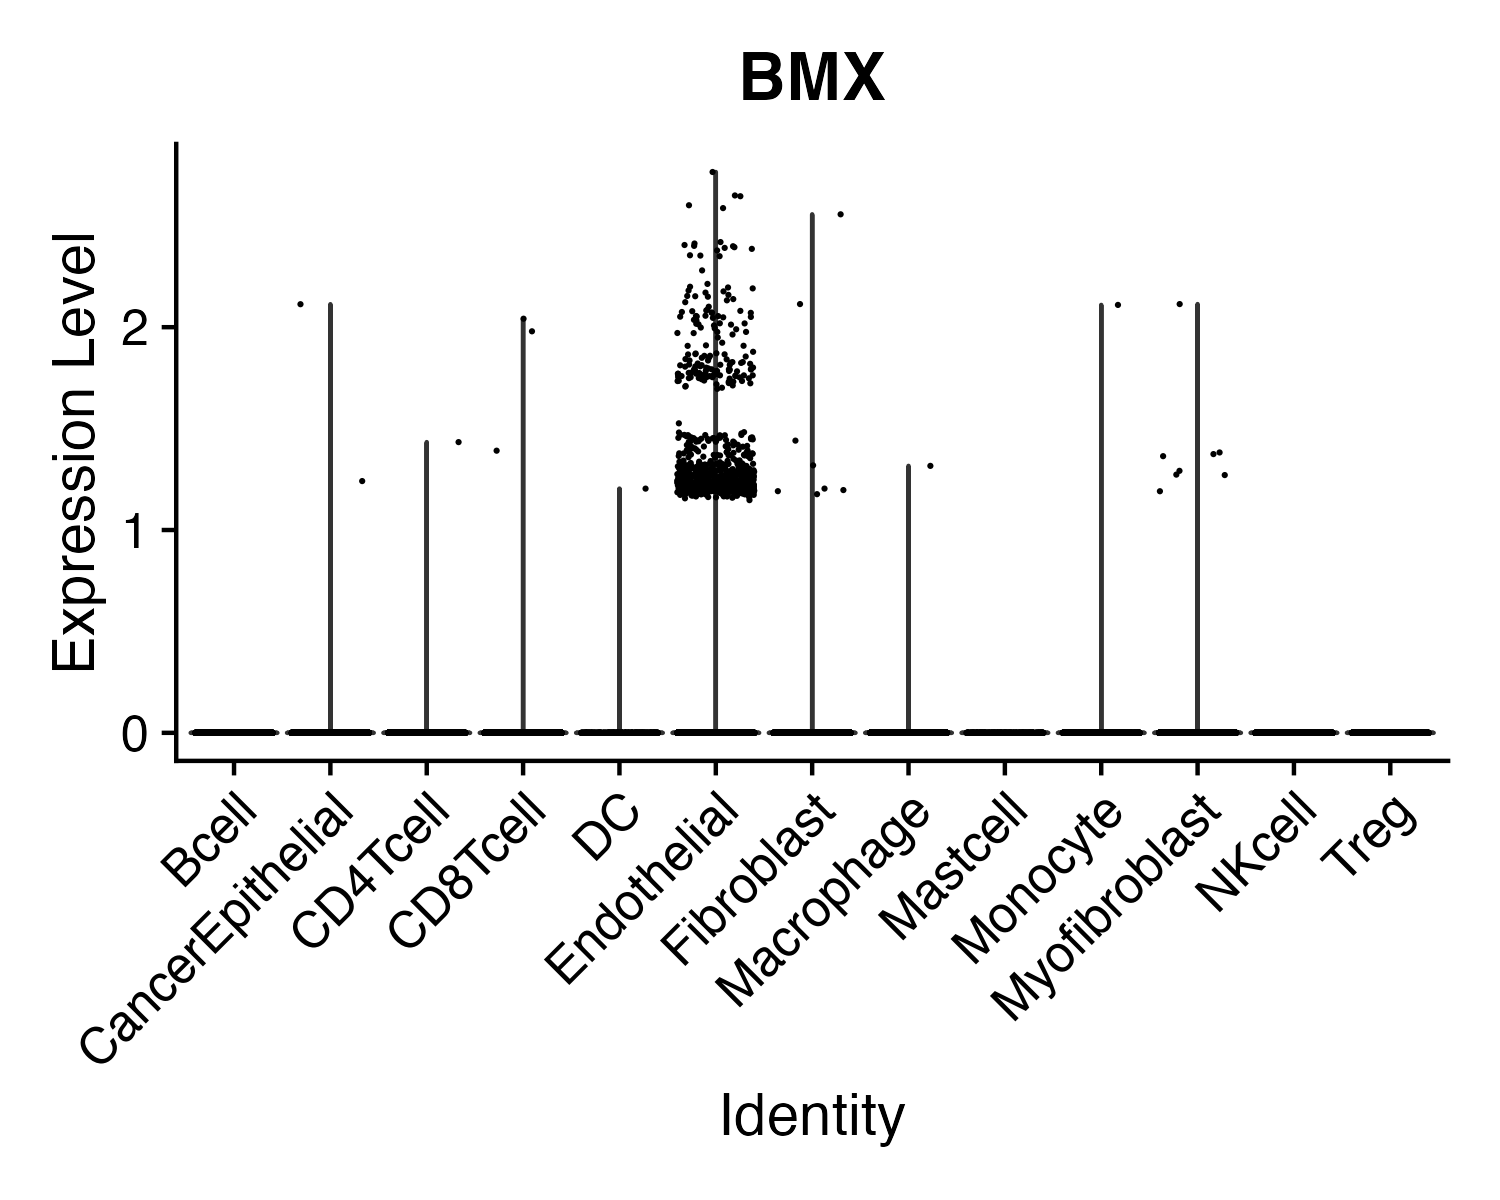 BMX
Expression Level
2
1
0
Bcell
CancerEpithelial
CD4Tcell
CD8Tcell
DC
Endothelial
Fibroblast
Macrophage
Mastcell
Monocyte
Myofibroblast
NKcell
Treg
Identity